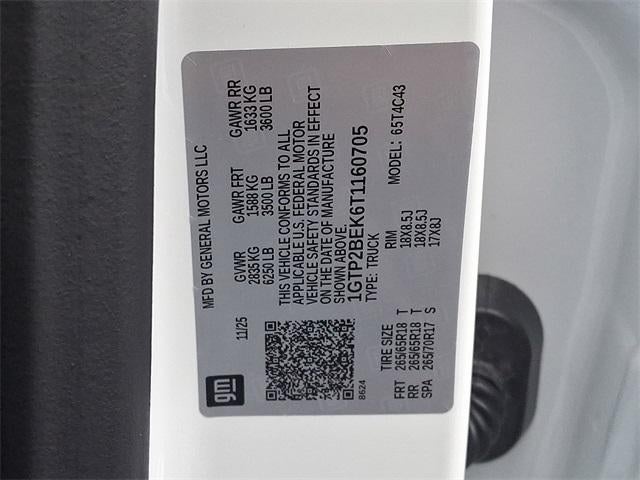 gm
MFD BY GENERAL MOTORS LLC
11/25
GVWR GAWR FRT GAWR RR
2835 KG 1588 KG 1633 KG
6250 LB 3500 LB 3600 LB
THIS VEHICLE CONFORMS TO ALL
APPLICABLE U.S. FEDERAL MOTOR
VEHICLE SAFETY STANDARDS IN EFFECT
ON THE DATE OF MANUFACTURE
SHOWN ABOVE.
1GTP2BEK6T1160705
TYPE: TRUCK
MODEL: 65T4C43
8624
TIRE SIZE RIM
FRT 265/65R18 T 18X8.5J
RR 265/65R18 T 18X8.5J
SPA 265/70R17 S 17X8J